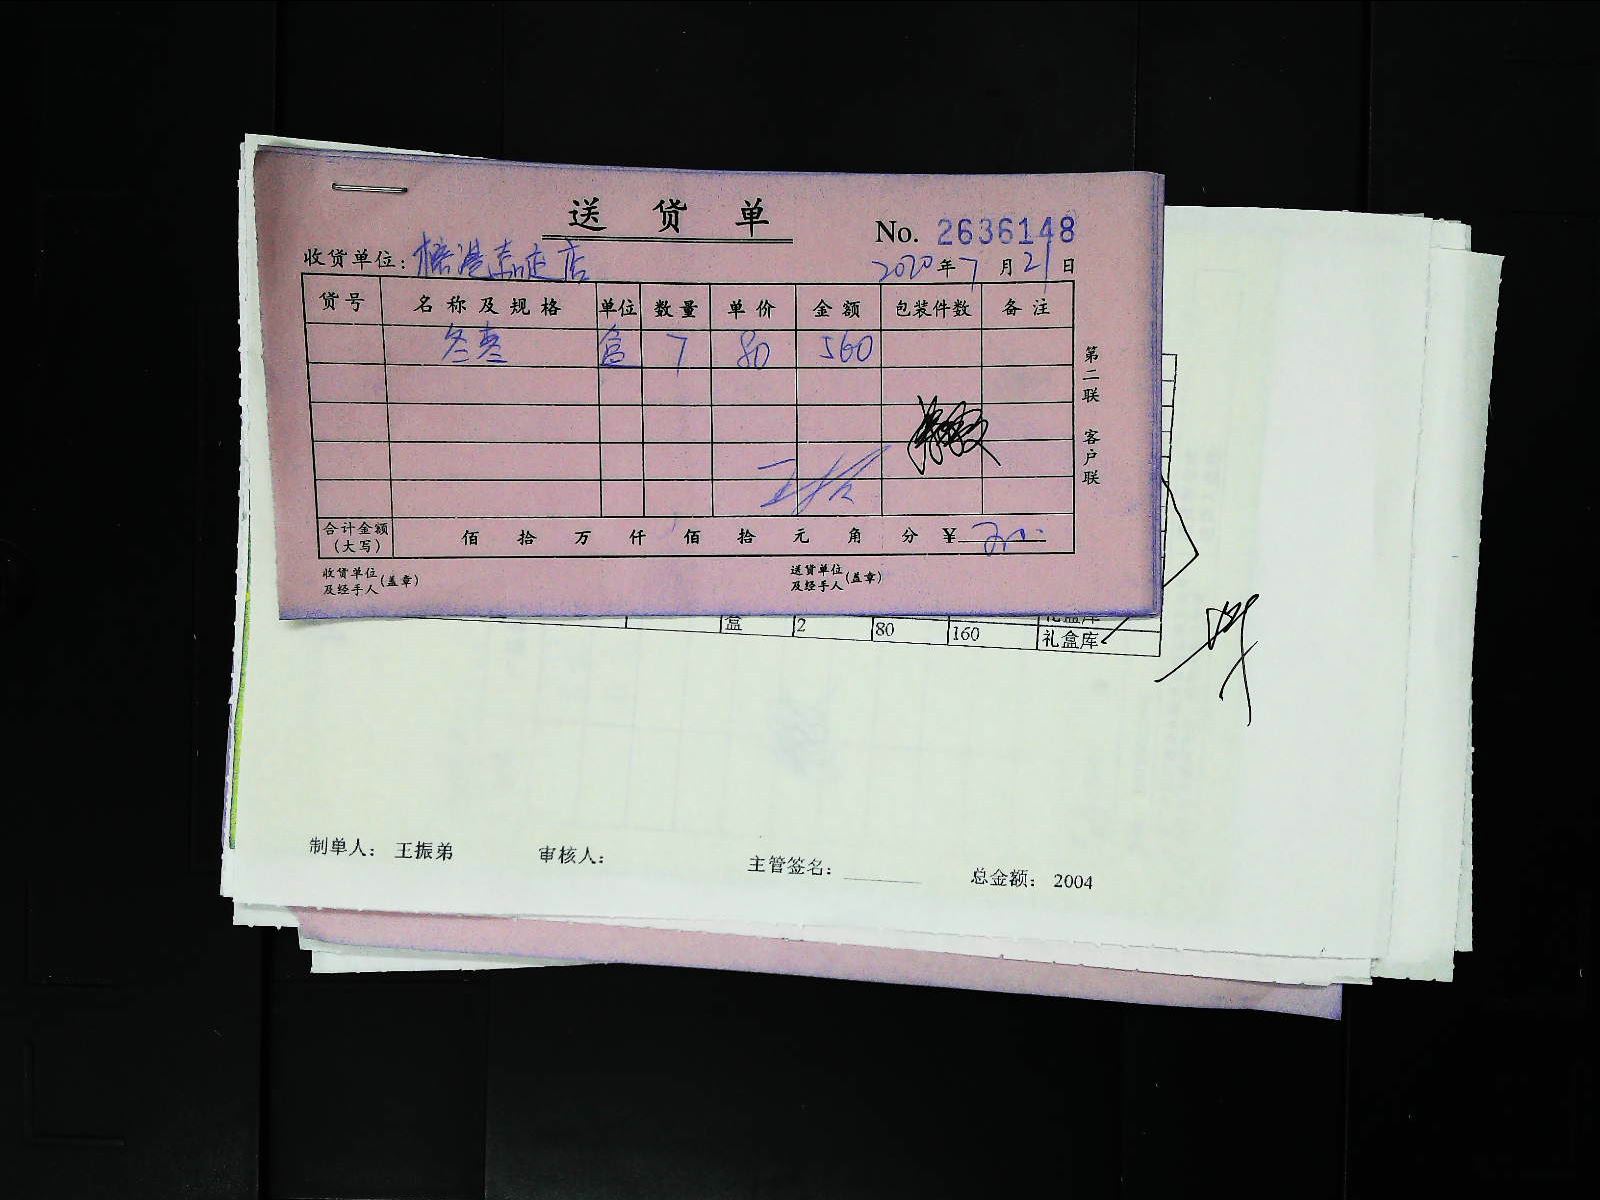 送货单
No. 2636148
收货单位：榕港嘉定店
2020年7月21日
货号 名称及规格 单位 数量 单价 金额 包装件数 备注
冬枣 盒 7 80 560
第二联 客户联
合计金额（大写） 佰 拾 万 仟 佰 拾 元 角 分 ¥
收货单位及经手人（盖章） 送货单位及经手人（盖章）
盒 2 80 160 礼盒库
制单人： 王振弟 审核人： 主管签名： 总金额： 2004